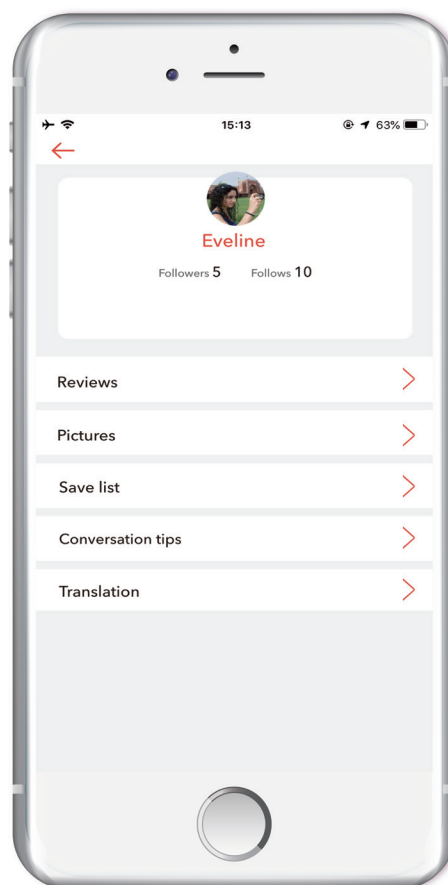 15:13
63%
Eveline
Followers 5 Follows 10
Reviews
Pictures
Save list
Conversation tips
Translation